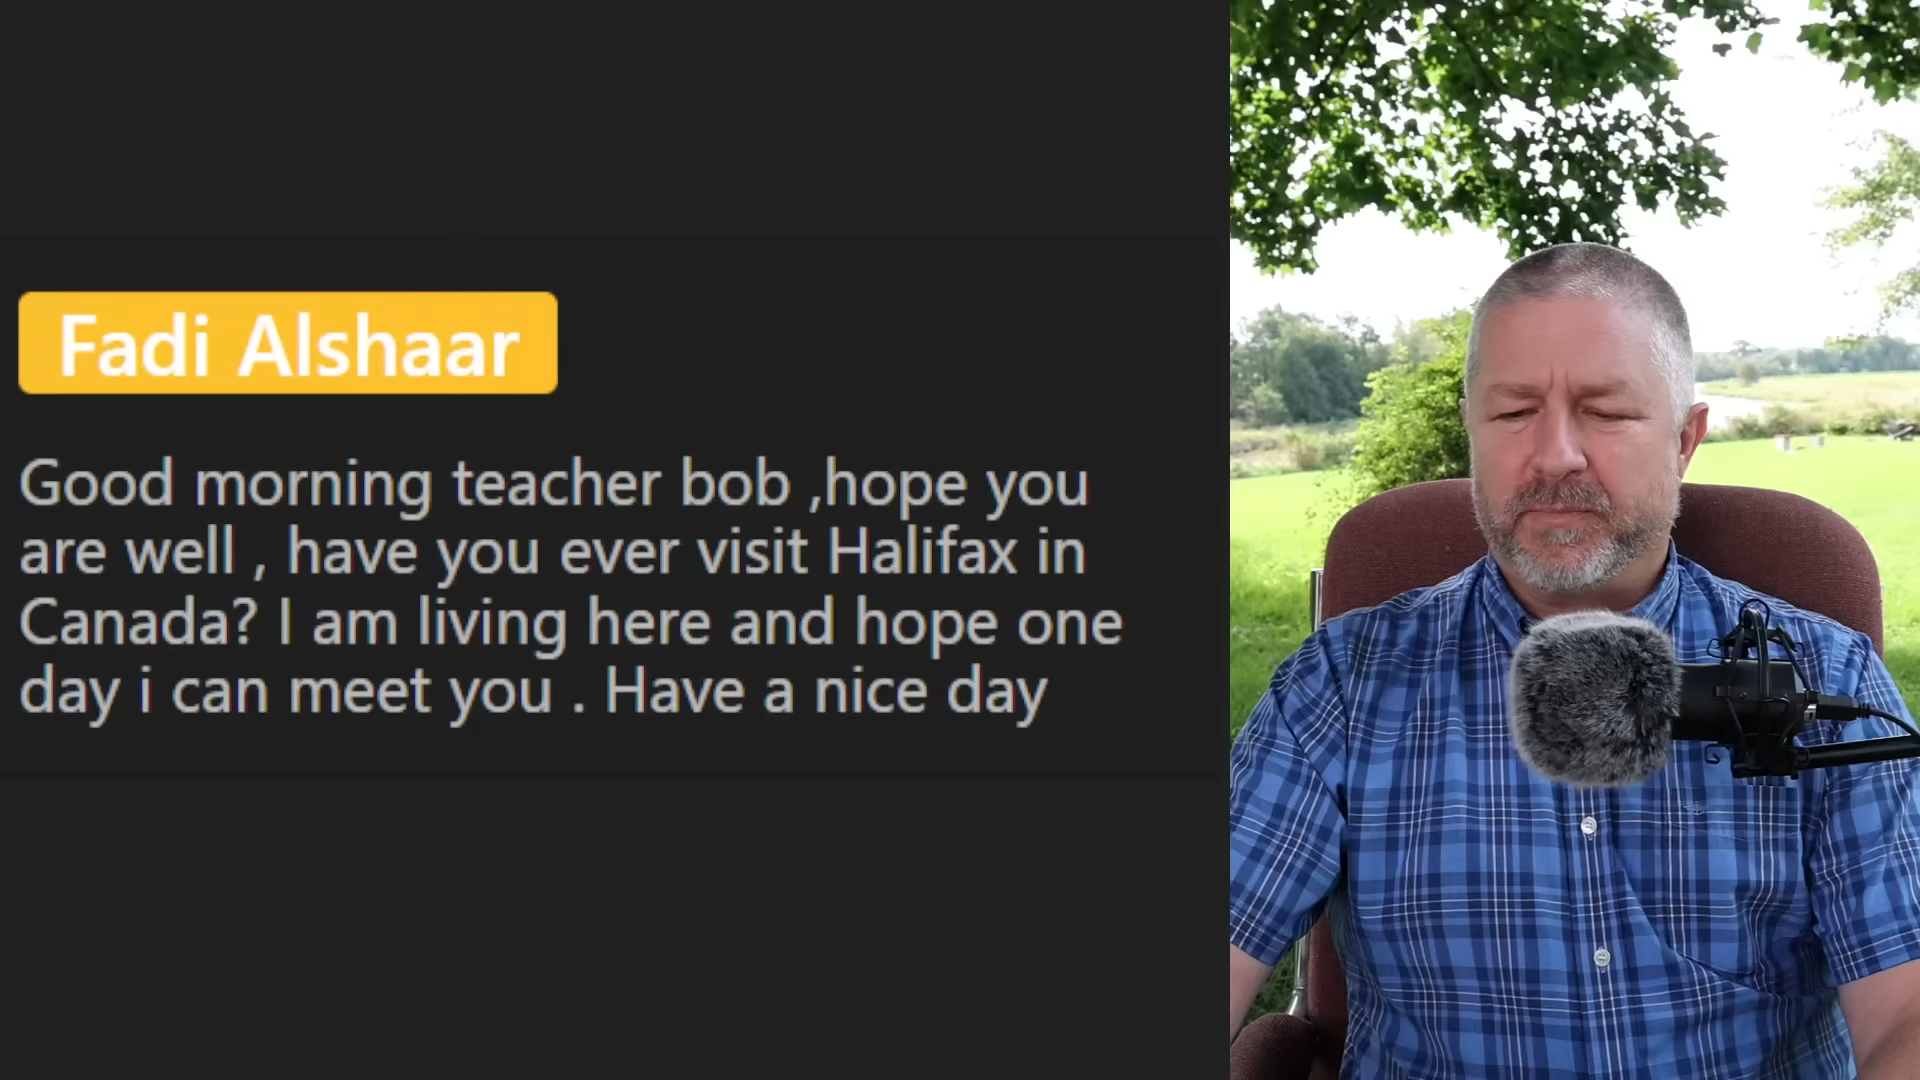 Fadi Alshaar
Good morning teacher bob ,hope you
are well , have you ever visit Halifax in
Canada? I am living here and hope one
day i can meet you . Have a nice day